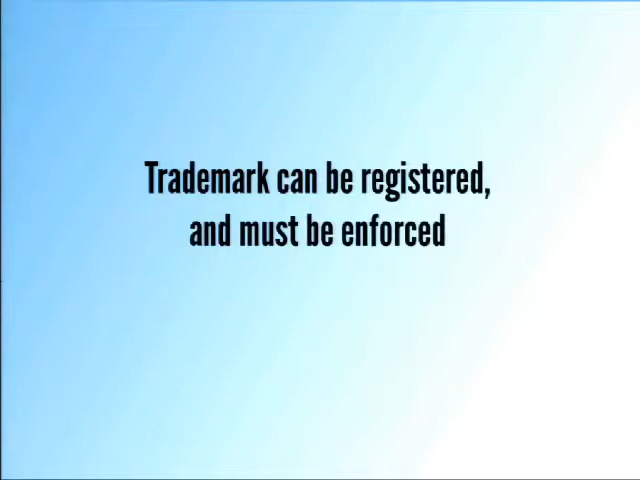 Trademark can be registered,
and must be enforced